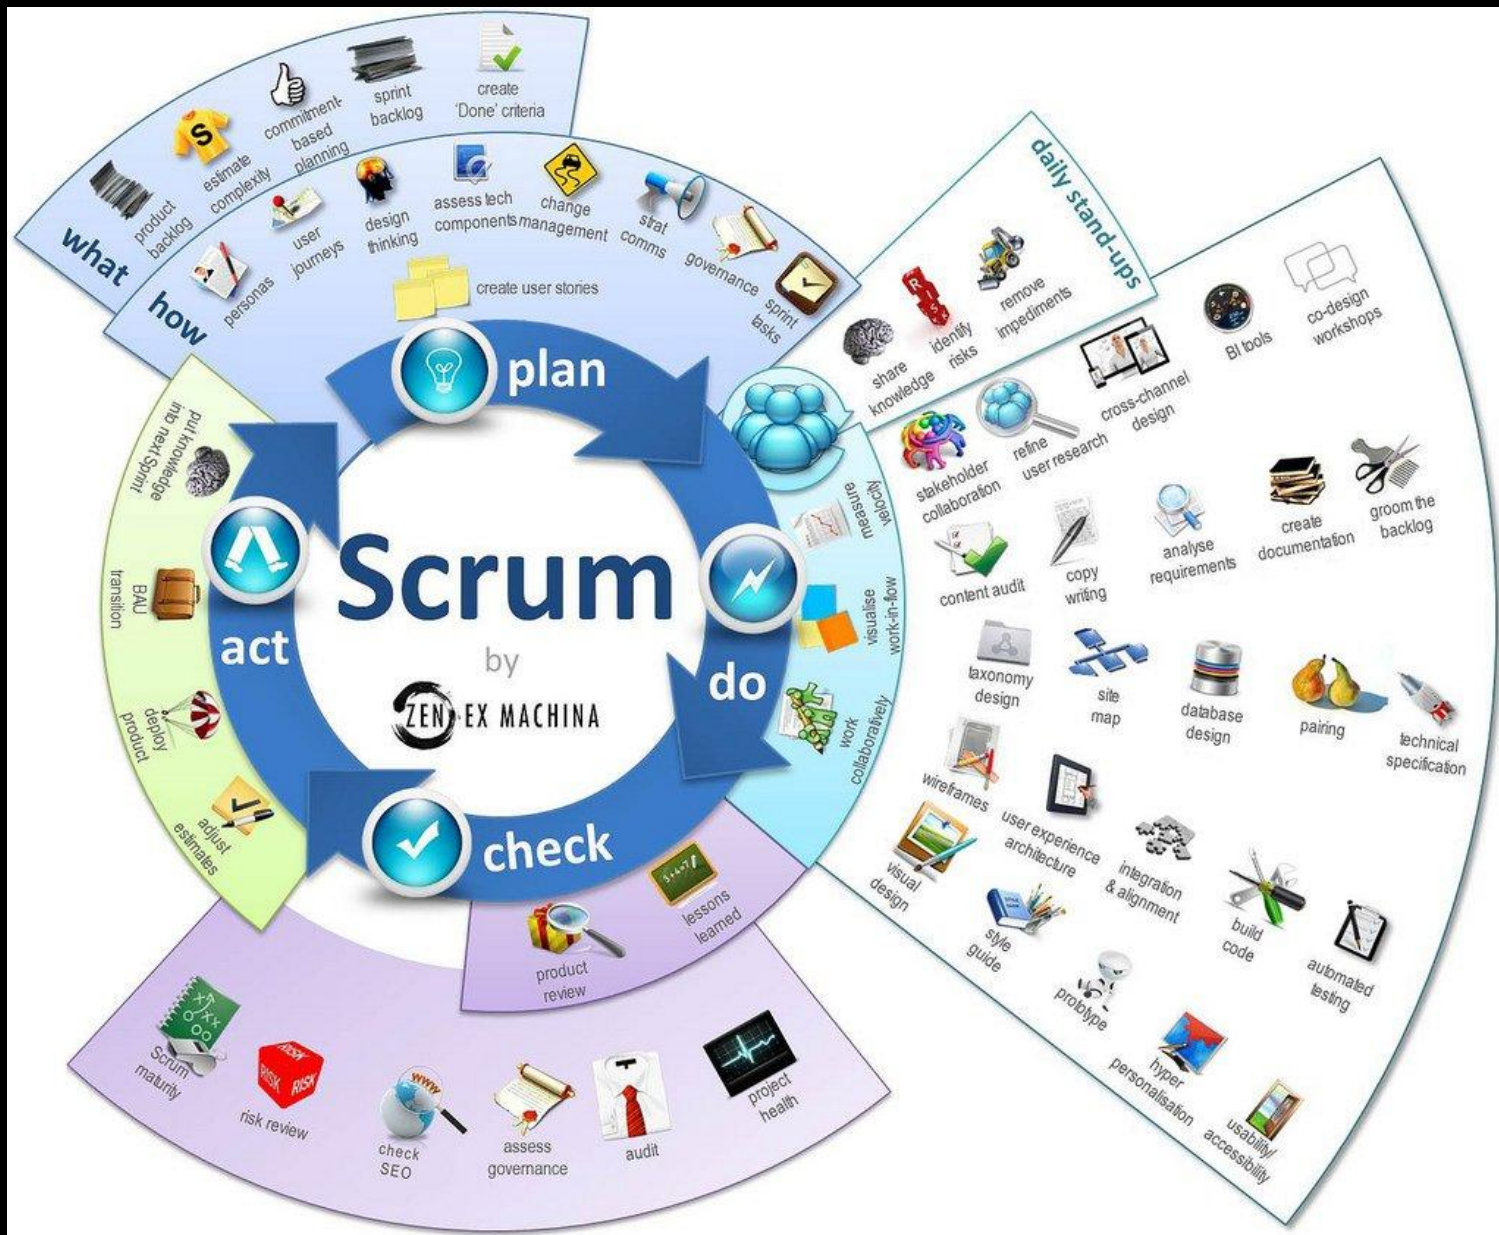 create
'Done' criteria
sprint
backlog
commitment-
based
planning
estimate
complexity
product
backlog
what
how
personas
user
journeys
design
thinking
assess tech
components
change
management
strat
comms
governance
sprint
tasks
create user stories
plan
daily stand-ups
share
knowledge
RISK
identify
risks
remove
impediments
stakeholder
collaboration
refine
user research
cross-channel
design
BI tools
co-design
workshops
content audit
copy
writing
analyse
requirements
create
documentation
groom the
backlog
taxonomy
design
site
map
database
design
pairing
technical
specification
wireframes
user experience
architecture
integration
& alignment
build
code
automated
testing
visual
design
style
guide
prototype
hyper
personalisation
usability/
accessibility
measure
velocity
visualise
work-in-flow
work
collaboratively
do
Scrum
by
ZEN EX MACHINA
check
lessons
learned
product
review
Scrum
maturity
RISK
RISK
RISK
risk review
WWW
check
SEO
assess
governance
audit
project
health
act
put knowledge
into next Sprint
BAU
transition
deploy
product
adjust
estimates
S